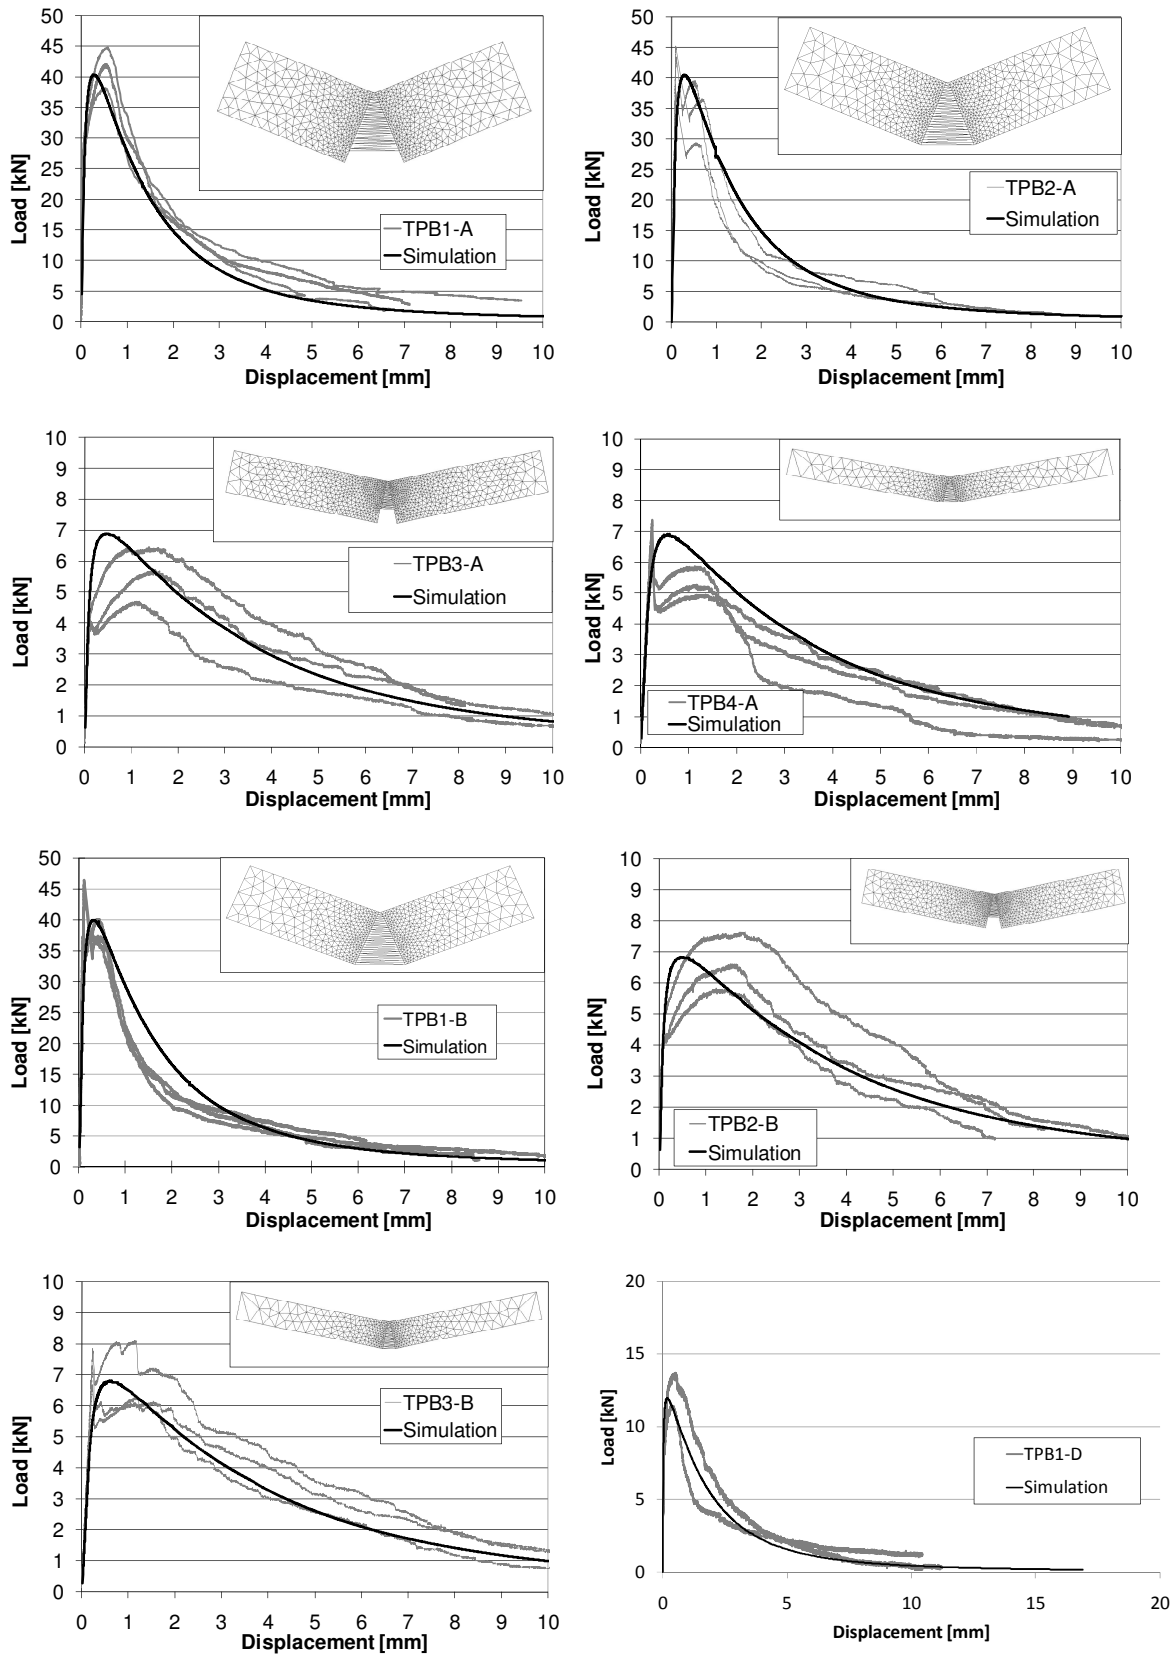 50
45
40
35
30
25
20
15
10
5
0
Load [kN]
TPB1-A
Simulation
0 1 2 3 4 5 6 7 8 9 10
Displacement [mm]
50
45
40
35
30
25
20
15
10
5
0
Load [kN]
TPB2-A
Simulation
0 1 2 3 4 5 6 7 8 9 10
Displacement [mm]
10
9
8
7
6
5
4
3
2
1
0
Load [kN]
TPB3-A
Simulation
0 1 2 3 4 5 6 7 8 9 10
Displacement [mm]
10
9
8
7
6
5
4
3
2
1
0
Load [kN]
TPB4-A
Simulation
0 1 2 3 4 5 6 7 8 9 10
Displacement [mm]
50
45
40
35
30
25
20
15
10
5
0
Load [kN]
TPB1-B
Simulation
0 1 2 3 4 5 6 7 8 9 10
Displacement [mm]
10
9
8
7
6
5
4
3
2
1
0
Load [kN]
TPB2-B
Simulation
0 1 2 3 4 5 6 7 8 9 10
Displacement [mm]
10
9
8
7
6
5
4
3
2
1
0
Load [kN]
TPB3-B
Simulation
0 1 2 3 4 5 6 7 8 9 10
Displacement [mm]
20
15
10
5
0
Load [kN]
TPB1-D
Simulation
0 5 10 15 20
Displacement [mm]